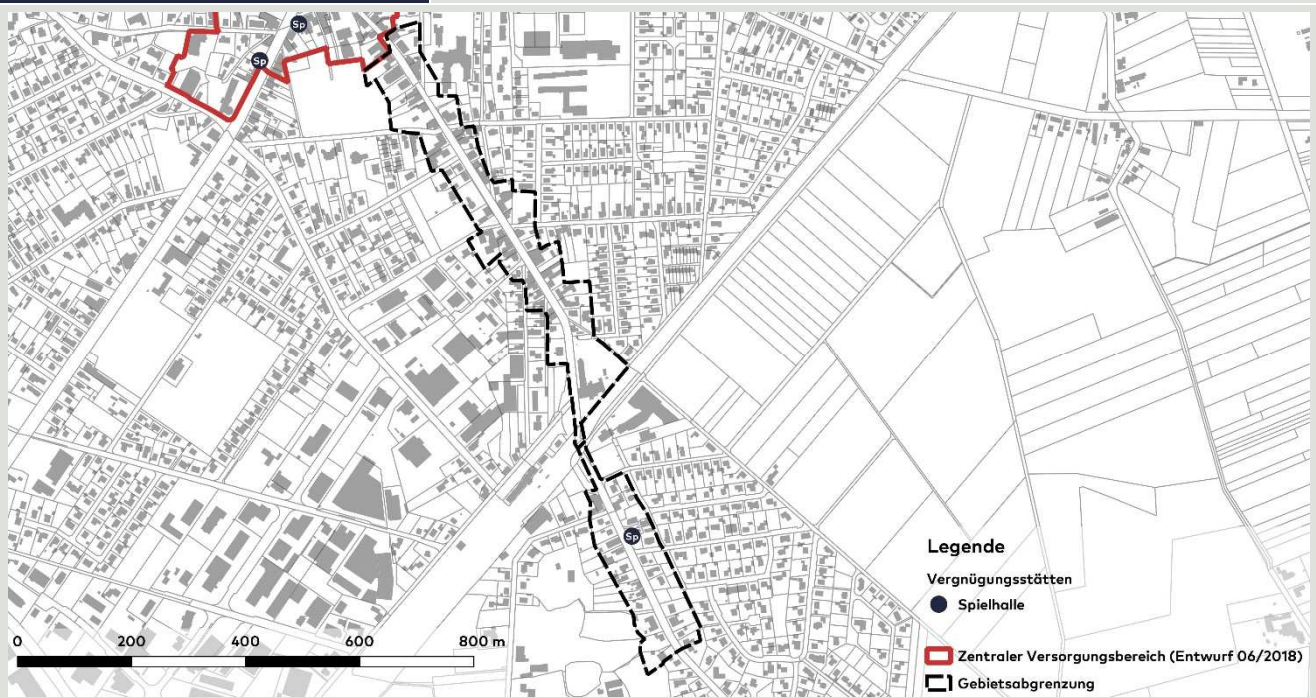 Sp
Sp
Sp
Legende
Vergnügungsstätten
Spielhalle
Zentraler Versorgungsbereich (Entwurf 06/2018)
Gebietsabgrenzung
0 200 400 600 800 m